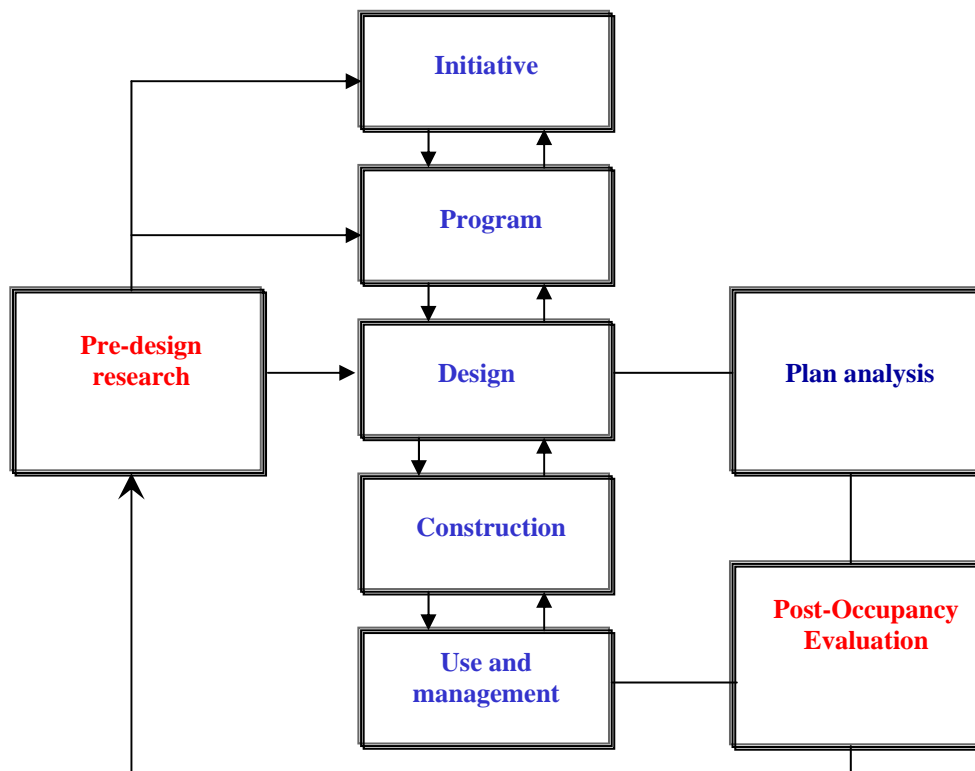 Initiative
Program
Pre-design
research
Design
Plan analysis
Construction
Post-Occupancy
Evaluation
Use and
management